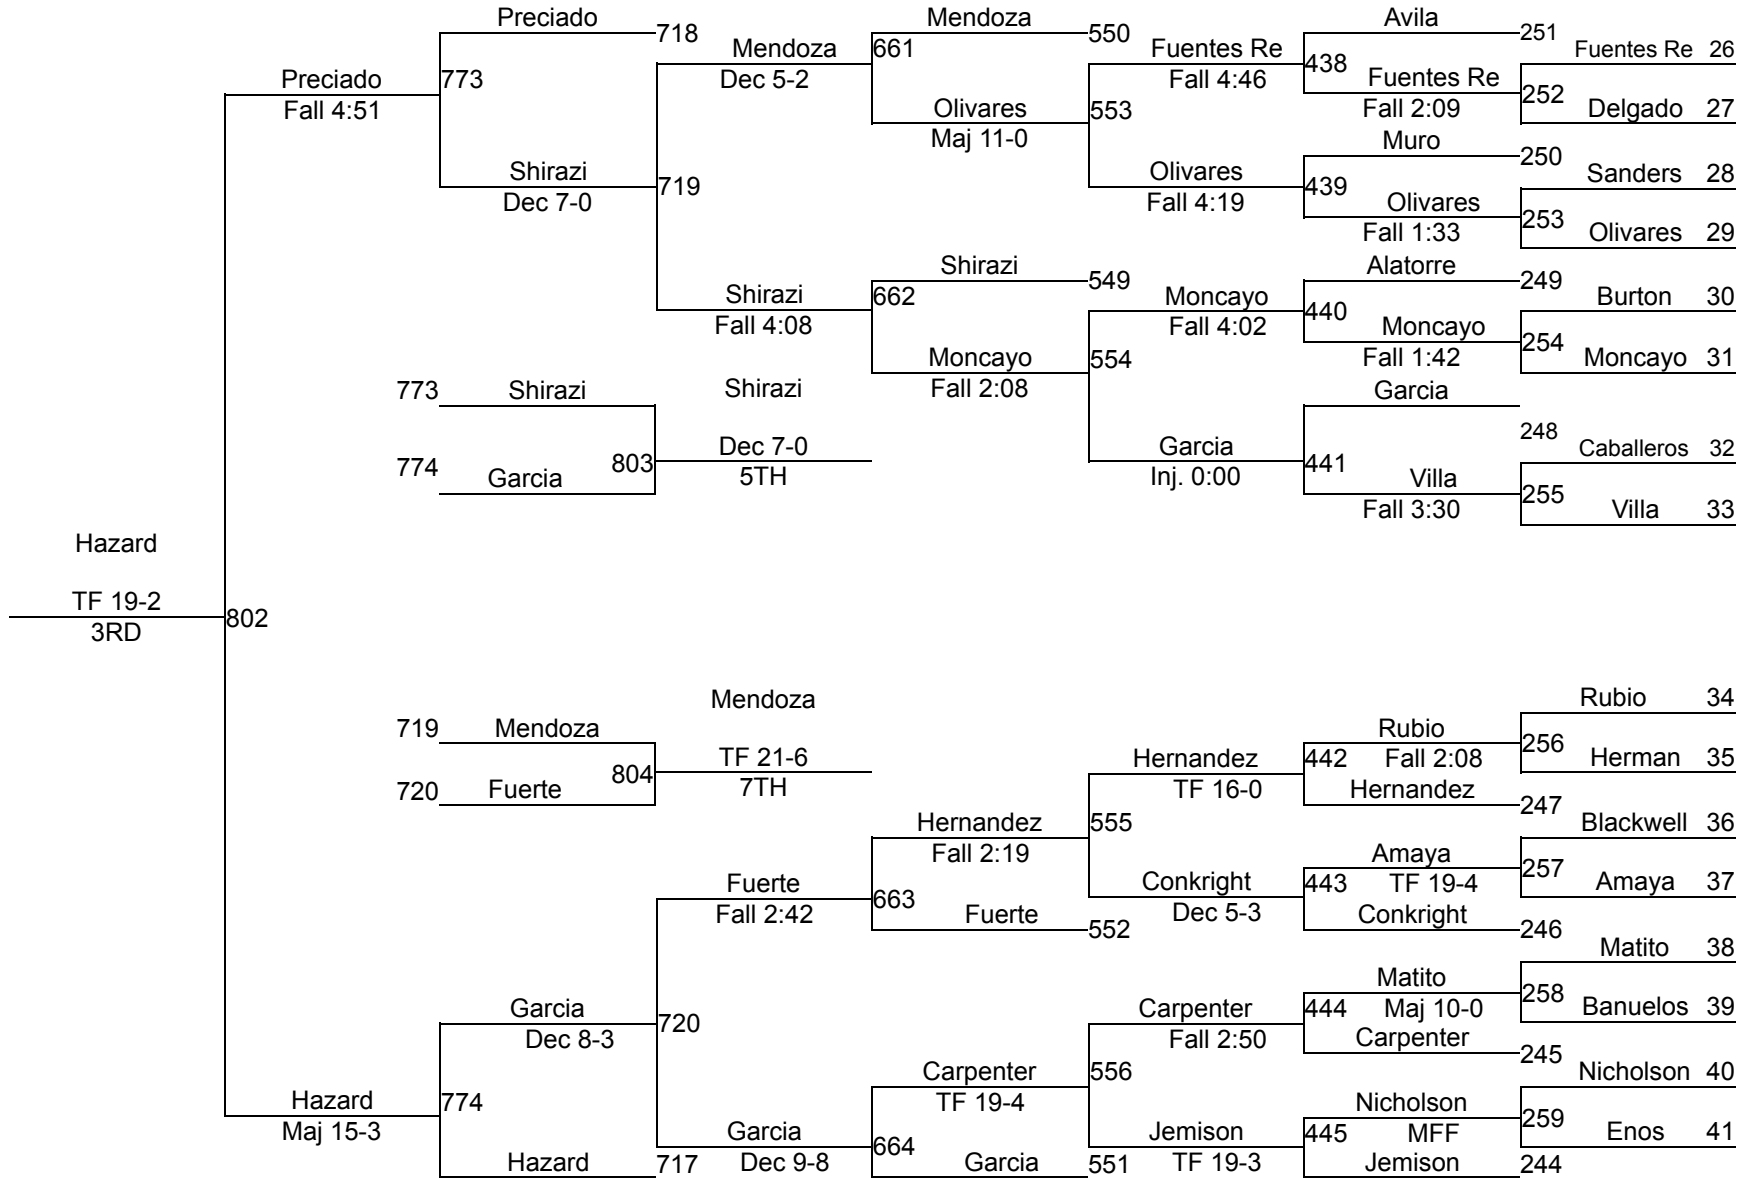 Preciado
718
Mendoza
550
Avila
251
Mendoza
661
Fuentes Re
438
Fuentes Re 26
Preciado
773
Dec 5-2
Fall 4:46
Fuentes Re
252
Fall 4:51
Olivares
553
Fall 2:09
Delgado 27
Maj 11-0
Muro
250
Shirazi
719
Olivares
439
Sanders 28
Dec 7-0
Fall 4:19
Olivares
253
Fall 1:33
Olivares 29
Shirazi
549
Alatorre
249
Shirazi
662
Moncayo
440
Burton 30
Fall 4:08
Fall 4:02
Moncayo
254
Moncayo
554
Fall 1:42
Moncayo 31
773 Shirazi
Shirazi
Fall 2:08
Garcia
248
Dec 7-0
Garcia
441
Caballeros 32
774 Garcia
803
5TH
Inj. 0:00
Villa
255
Fall 3:30
Villa 33
Hazard
TF 19-2
802
3RD
Mendoza
Rubio 34
719 Mendoza
Rubio
256
TF 21-6
Hernandez
442
Fall 2:08
Herman 35
720 Fuerte
804
7TH
TF 16-0
Hernandez
247
Hernandez
555
Blackwell 36
Fall 2:19
Amaya
257
Fuerte
663
Conkright
443
TF 19-4
Amaya 37
Fall 2:42
Fuerte
552
Dec 5-3
Conkright
246
Matito 38
Matito
258
Garcia
720
Carpenter
444
Maj 10-0
Banuelos 39
Dec 8-3
Fall 2:50
Carpenter
245
Carpenter
556
Nicholson 40
Hazard
774
TF 19-4
Nicholson
259
Maj 15-3
Garcia
664
Jemison
445
MFF
Enos 41
Hazard
717
Dec 9-8
Garcia
551
TF 19-3
Jemison
244